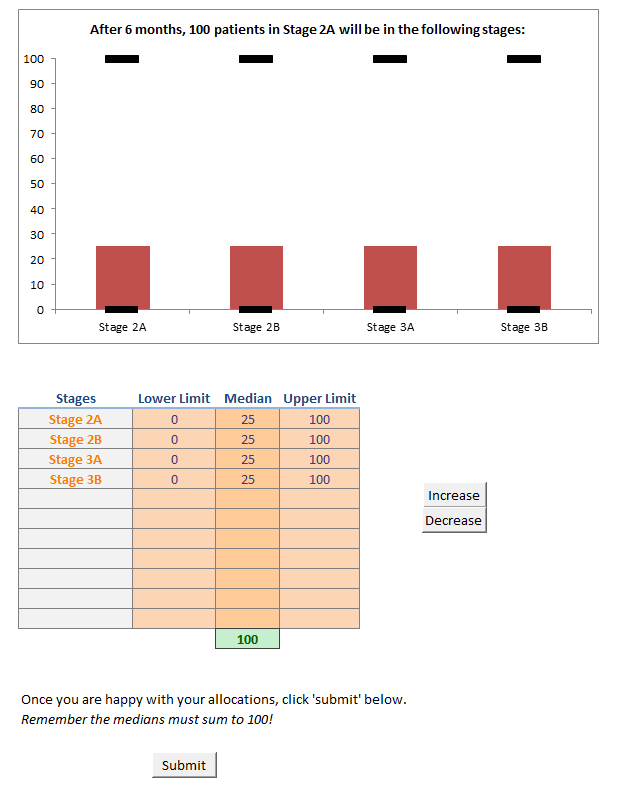 After 6 months, 100 patients in Stage 2A will be in the following stages:
100
90
80
70
60
50
40
30
20
10
0
Stage 2A Stage 2B Stage 3A Stage 3B
Stages Lower Limit Median Upper Limit
Stage 2A 0 25 100
Stage 2B 0 25 100
Stage 3A 0 25 100
Stage 3B 0 25 100
Increase
Decrease
100
Once you are happy with your allocations, click 'submit' below.
Remember the medians must sum to 100!
Submit